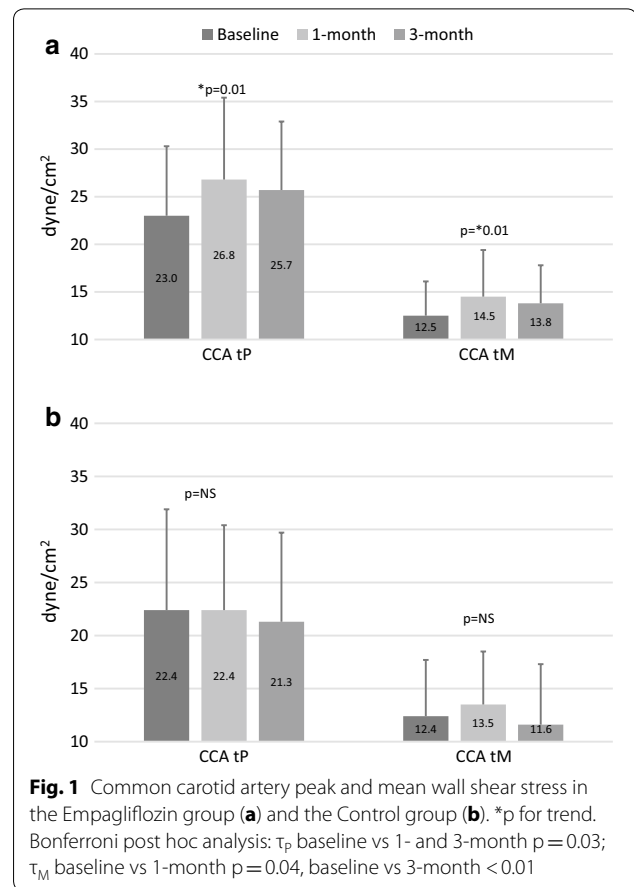 a
Baseline 1-month 3-month
40
35
30
25
20
15
10
dyne/cm²
*p=0.01
p=*0.01
23.0
26.8
25.7
12.5
14.5
13.8
CCA tP
CCA tM
b
40
35
30
25
20
15
10
dyne/cm²
p=NS
p=NS
22.4
22.4
21.3
12.4
13.5
11.6
CCA tP
CCA tM
Fig. 1 Common carotid artery peak and mean wall shear stress in
the Empagliflozin group (a) and the Control group (b). *p for trend.
Bonferroni post hoc analysis: τP baseline vs 1- and 3-month p = 0.03;
τM baseline vs 1-month p = 0.04, baseline vs 3-month < 0.01